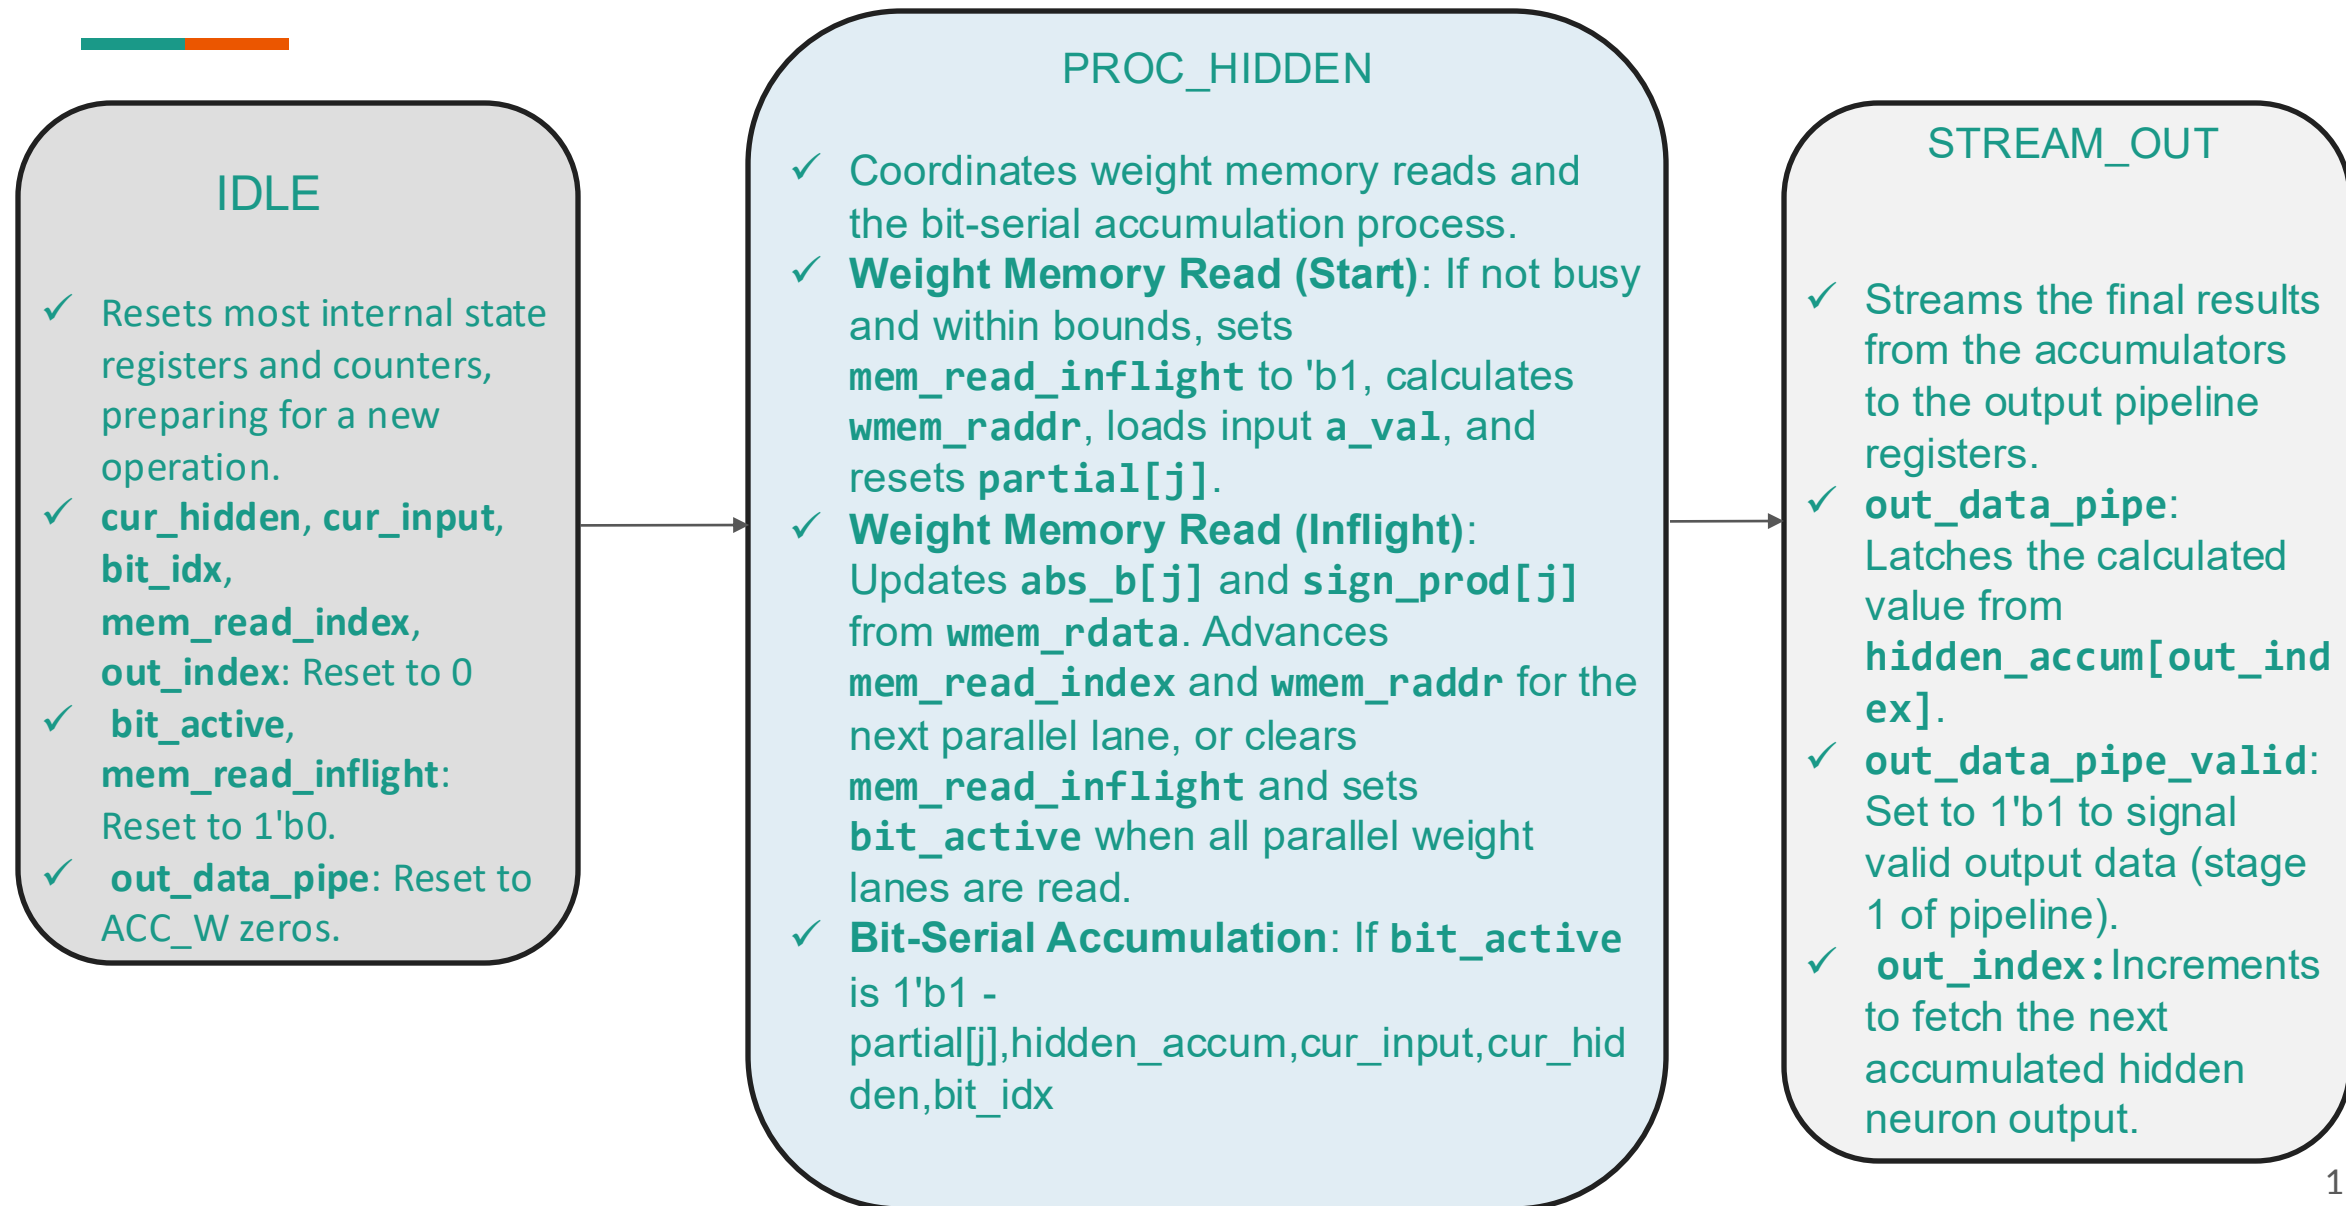 IDLE
✓ Resets most internal state
registers and counters,
preparing for a new
operation.
✓ cur_hidden, cur_input,
bit_idx,
mem_read_index,
out_index: Reset to 0
✓ bit_active,
mem_read_inflight:
Reset to 1'b0.
✓ out_data_pipe: Reset to
ACC_W zeros.
PROC_HIDDEN
✓ Coordinates weight memory reads and
the bit-serial accumulation process.
✓ Weight Memory Read (Start): If not busy
and within bounds, sets
mem_read_inflight to 'b1, calculates
wmem_raddr, loads input a_val, and
resets partial[j].
✓ Weight Memory Read (Inflight):
Updates abs_b[j] and sign_prod[j]
from wmem_rdata. Advances
mem_read_index and wmem_raddr for the
next parallel lane, or clears
mem_read_inflight and sets
bit_active when all parallel weight
lanes are read.
✓ Bit-Serial Accumulation: If bit_active
is 1'b1 -
partial[j],hidden_accum,cur_input,cur_hid
den,bit_idx
STREAM_OUT
✓ Streams the final results
from the accumulators
to the output pipeline
registers.
✓ out_data_pipe:
Latches the calculated
value from
hidden_accum[out_ind
ex].
✓ out_data_pipe_valid:
Set to 1'b1 to signal
valid output data (stage
1 of pipeline).
✓ out_index:Increments
to fetch the next
accumulated hidden
neuron output.
1